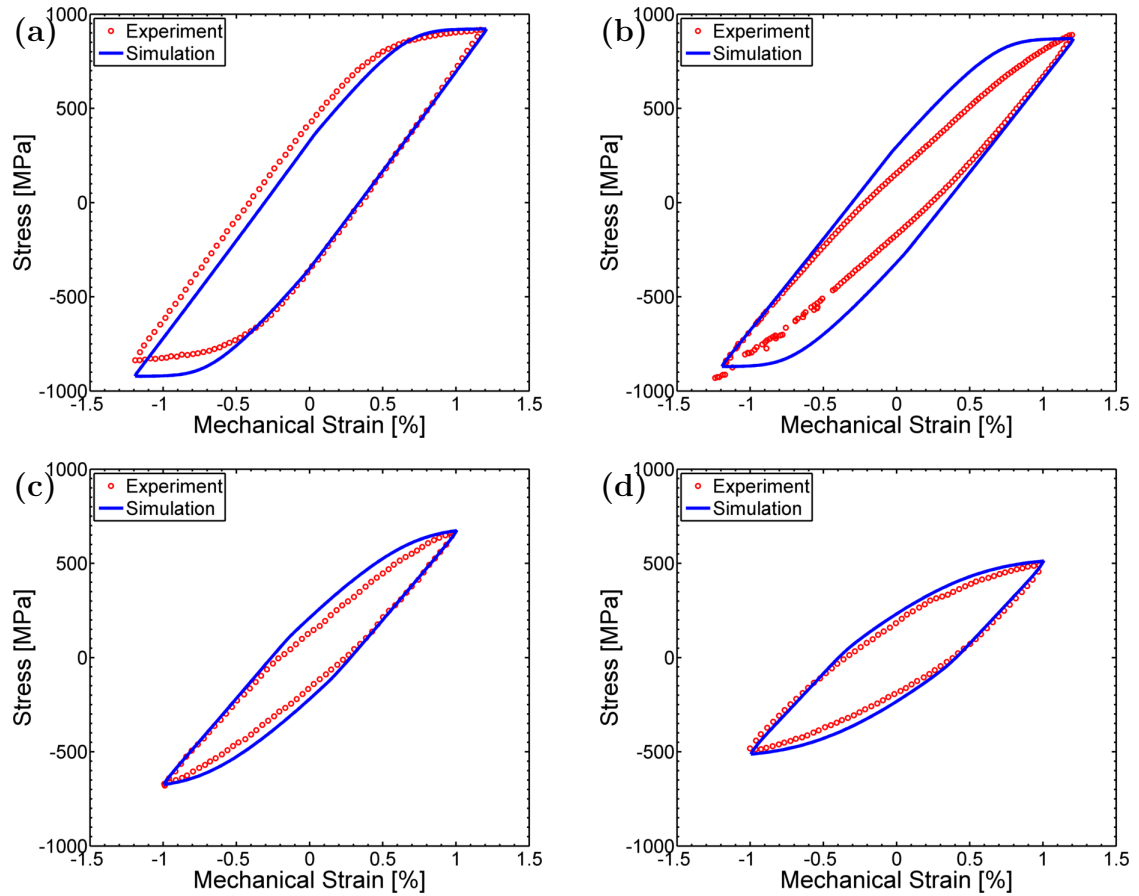 (a)
1000
500
0
-500
-1000
Experiment
Simulation
Stress [MPa]
-1.5 -1 -0.5 0 0.5 1 1.5
Mechanical Strain [%]
(b)
1000
500
0
-500
-1000
Experiment
Simulation
Stress [MPa]
-1.5 -1 -0.5 0 0.5 1 1.5
Mechanical Strain [%]
(c)
1000
500
0
-500
-1000
Experiment
Simulation
Stress [MPa]
-1.5 -1 -0.5 0 0.5 1 1.5
Mechanical Strain [%]
(d)
1000
500
0
-500
-1000
Experiment
Simulation
Stress [MPa]
-1.5 -1 -0.5 0 0.5 1 1.5
Mechanical Strain [%]